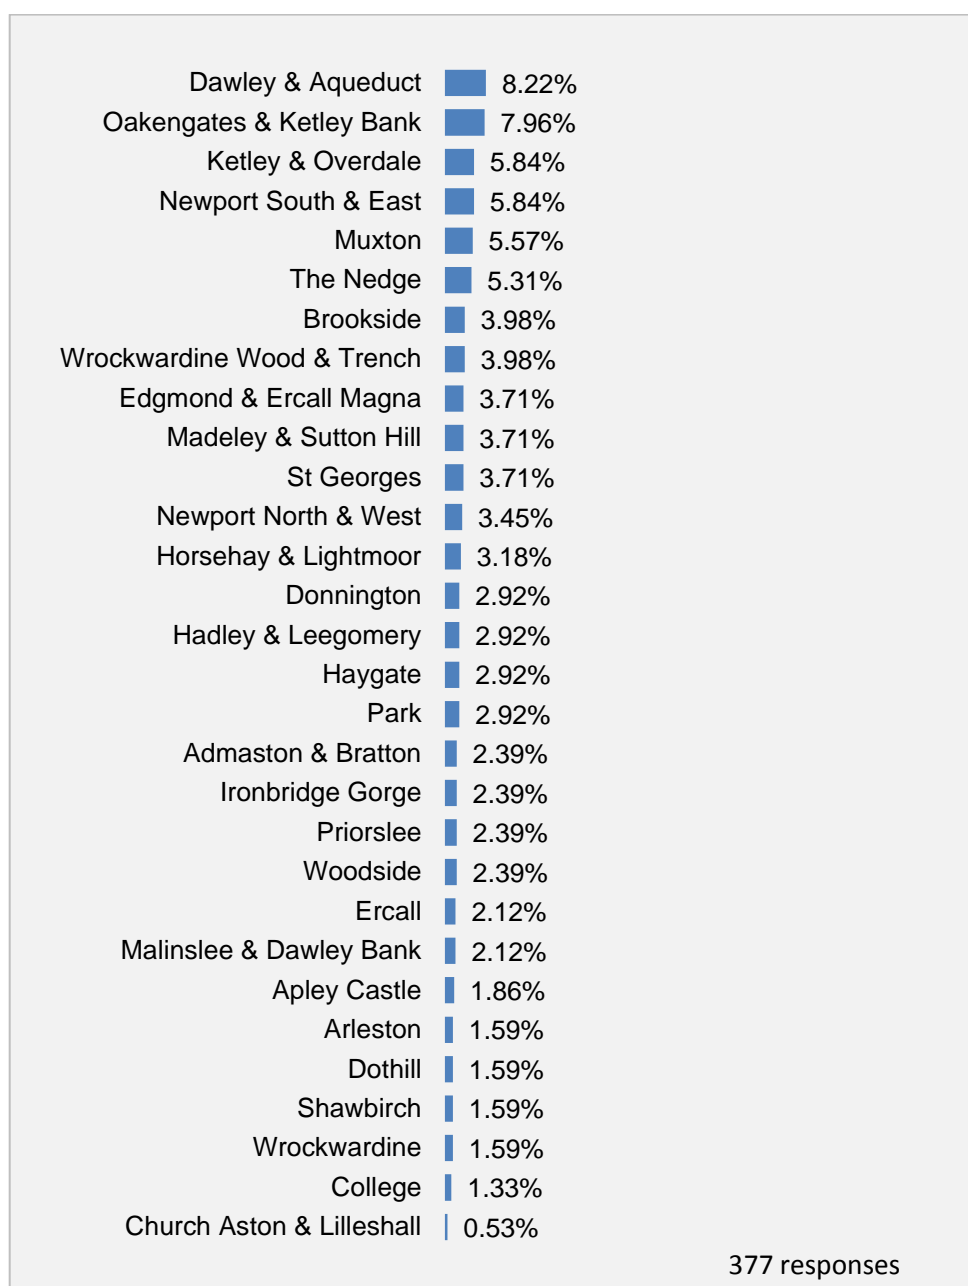 Dawley & Aqueduct 8.22%
Oakengates & Ketley Bank 7.96%
Ketley & Overdale 5.84%
Newport South & East 5.84%
Muxton 5.57%
The Nedge 5.31%
Brookside 3.98%
Wrockwardine Wood & Trench 3.98%
Edgmond & Ercall Magna 3.71%
Madeley & Sutton Hill 3.71%
St Georges 3.71%
Newport North & West 3.45%
Horsehay & Lightmoor 3.18%
Donnington 2.92%
Hadley & Leegomery 2.92%
Haygate 2.92%
Park 2.92%
Admaston & Bratton 2.39%
Ironbridge Gorge 2.39%
Priorslee 2.39%
Woodside 2.39%
Ercall 2.12%
Malinslee & Dawley Bank 2.12%
Apley Castle 1.86%
Arleston 1.59%
Dothill 1.59%
Shawbirch 1.59%
Wrockwardine 1.59%
College 1.33%
Church Aston & Lilleshall 0.53%
377 responses